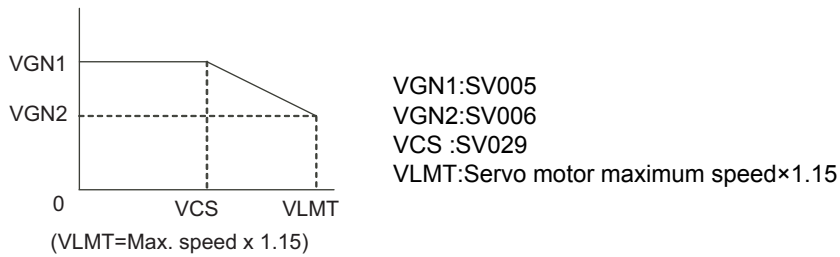 VGN1
VGN2
0
VCS
VLMT
(VLMT=Max. speed x 1.15)
VGN1:SV005
VGN2:SV006
VCS :SV029
VLMT:Servo motor maximum speed×1.15